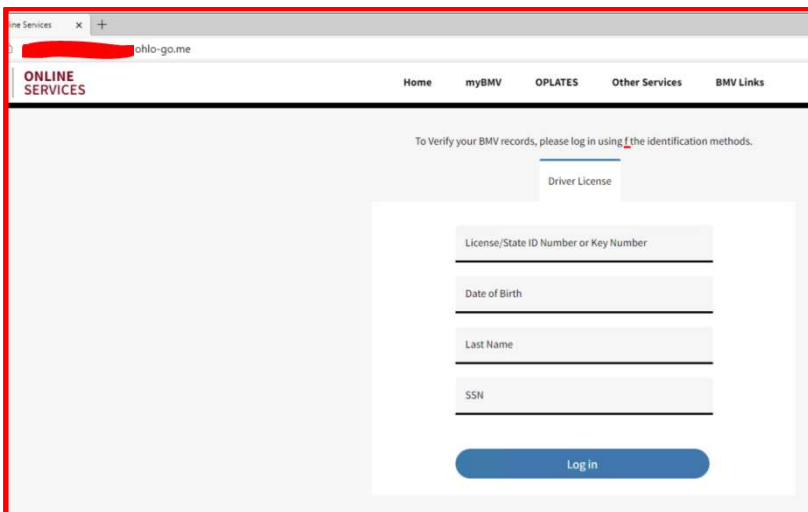 ine Services x +
ohlo-go.me
ONLINE
SERVICES
Home myBMV OPLATES Other Services BMV Links
To Verify your BMV records, please log in using f the identification methods.
Driver License
License/State ID Number or Key Number
Date of Birth
Last Name
SSN
Log in